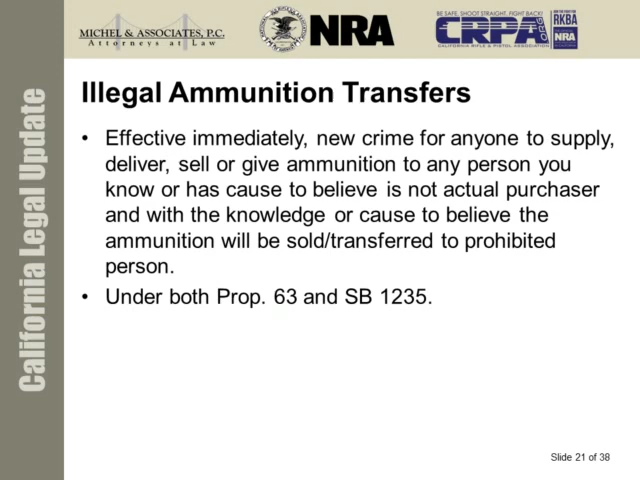 MICHEL & ASSOCIATES, P.C.
Attorneys at Law
NRA
BE SAFE, SHOOT STRAIGHT, FIGHT BACK!
CRPA.ORG
CALIFORNIA RIFLE & PISTOL ASSOCIATION
RKBA
NRA
California Legal Update
Illegal Ammunition Transfers
• Effective immediately, new crime for anyone to supply,
deliver, sell or give ammunition to any person you
know or has cause to believe is not actual purchaser
and with the knowledge or cause to believe the
ammunition will be sold/transferred to prohibited
person.
• Under both Prop. 63 and SB 1235.
Slide 21 of 38